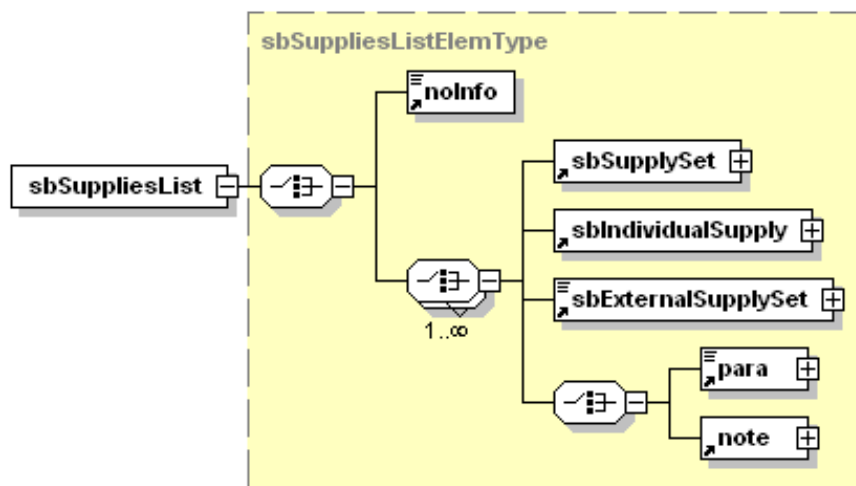 sbSuppliesListElemType
noInfo
sbSuppliesList
sbSupplySet
sbIndividualSupply
sbExternalSupplySet
1..∞
para
note